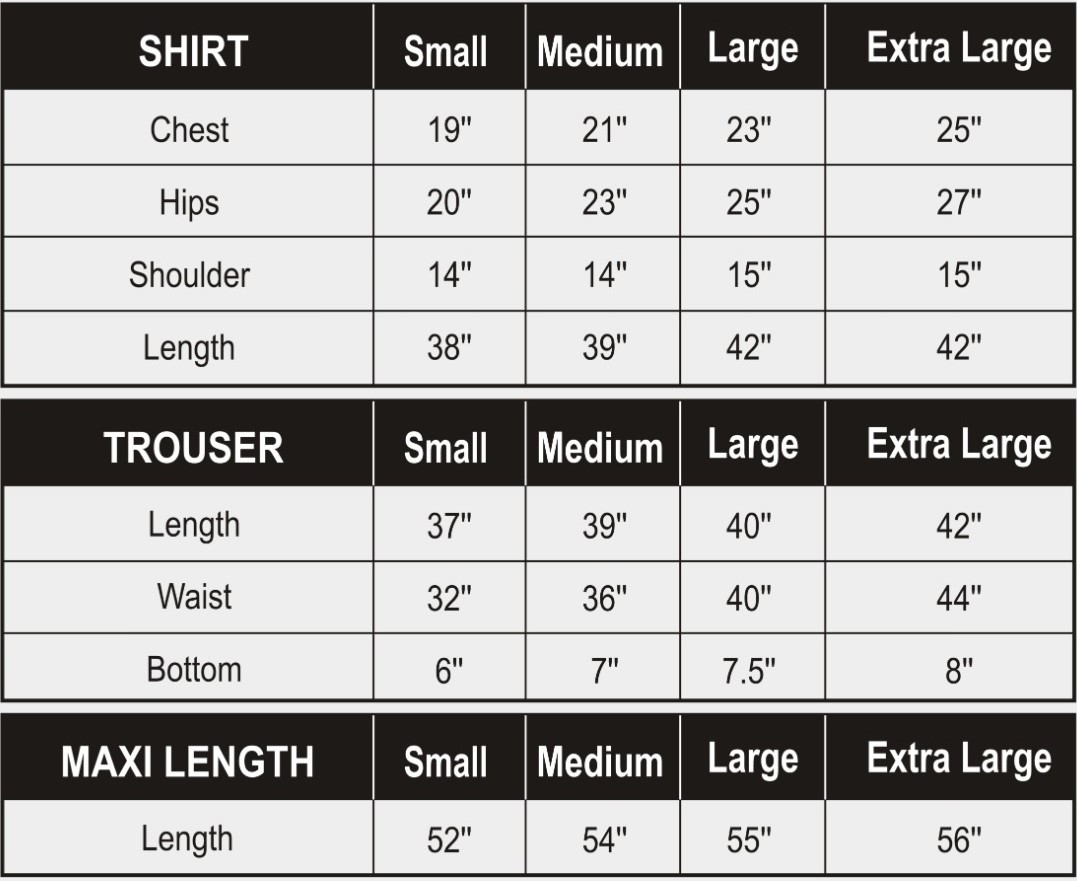 SHIRT Small Medium Large Extra Large
Chest 19" 21" 23" 25"
Hips 20" 23" 25" 27"
Shoulder 14" 14" 15" 15"
Length 38" 39" 42" 42"
TROUSER Small Medium Large Extra Large
Length 37" 39" 40" 42"
Waist 32" 36" 40" 44"
Bottom 6" 7" 7.5" 8"
MAXI LENGTH Small Medium Large Extra Large
Length 52" 54" 55" 56"